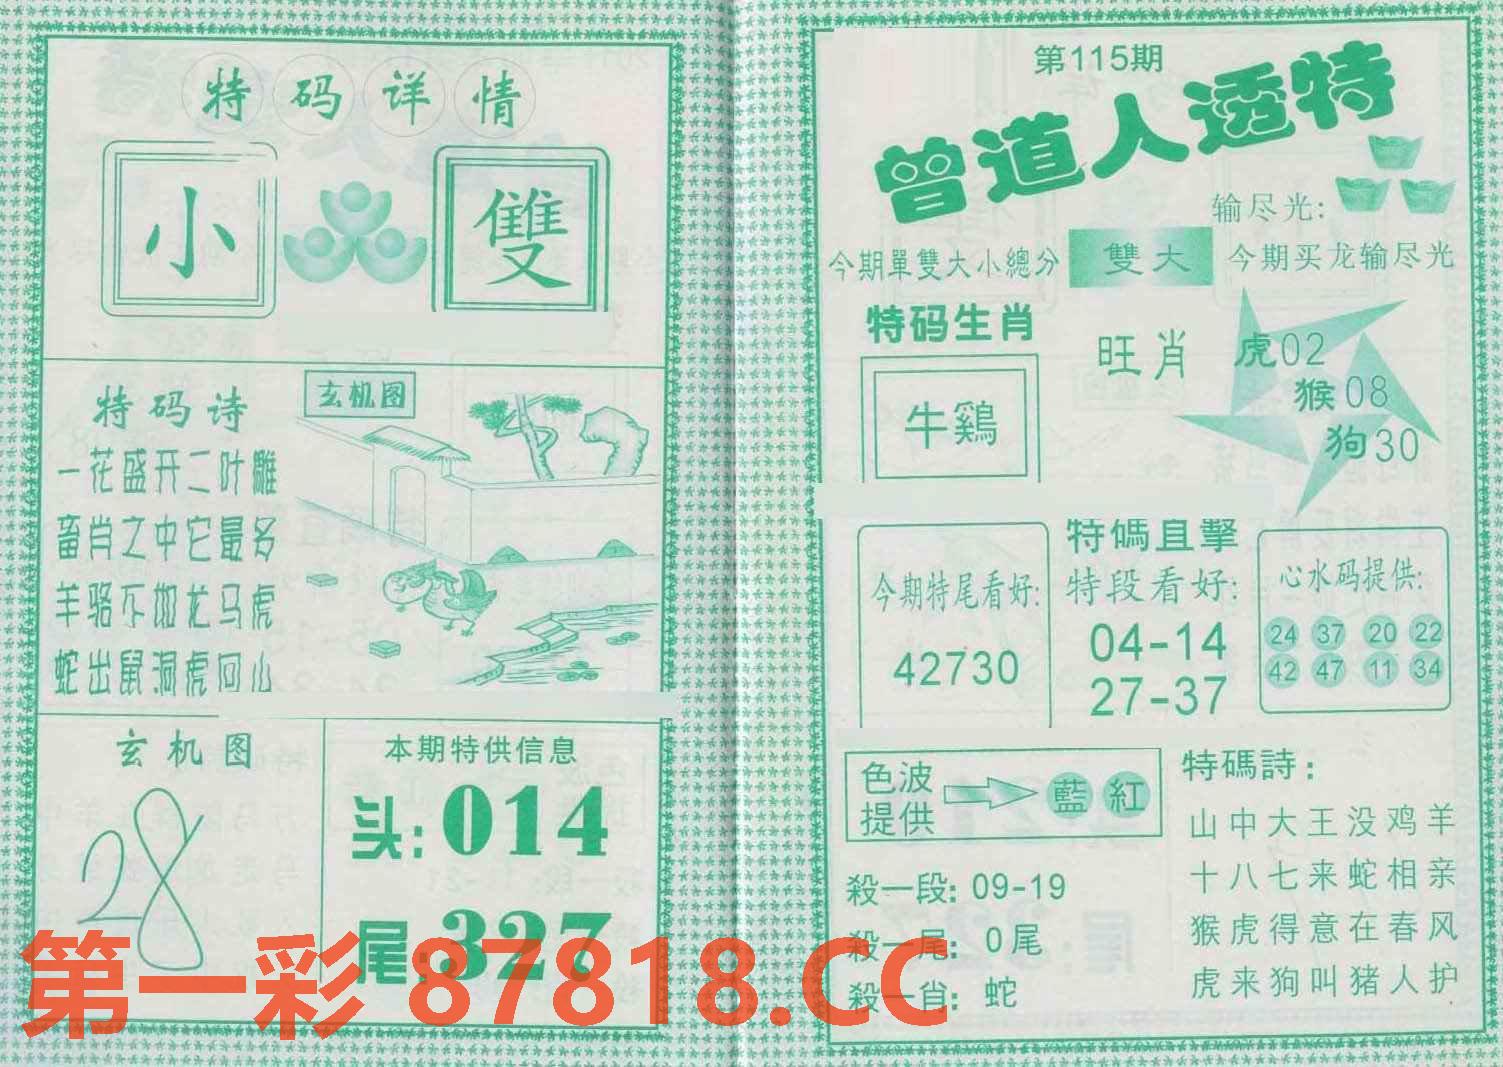 特码详情
小 雙
特码诗
一花盛开二叶雕
畜肖之中它最多
羊骆不如龙马虎
蛇出鼠洞虎回山
玄机图
玄机图
28
本期特供信息
头:014
尾:327
第115期
曾道人透特
输尽光:
今期單雙大小總分 雙大 今期买龙输尽光
特码生肖
牛鷄
旺肖
虎02
猴08
狗30
今期特尾看好:
42730
特碼直擊
特段看好:
04-14
27-37
心水码提供:
24 37 20 22
42 47 11 34
色波
提供
藍 紅
殺一段: 09-19
殺一尾: 0尾
殺一肖: 蛇
特碼詩:
山中大王没鸡羊
十八七来蛇相亲
猴虎得意在春风
虎来狗叫猪人护
第一彩 87818.CC